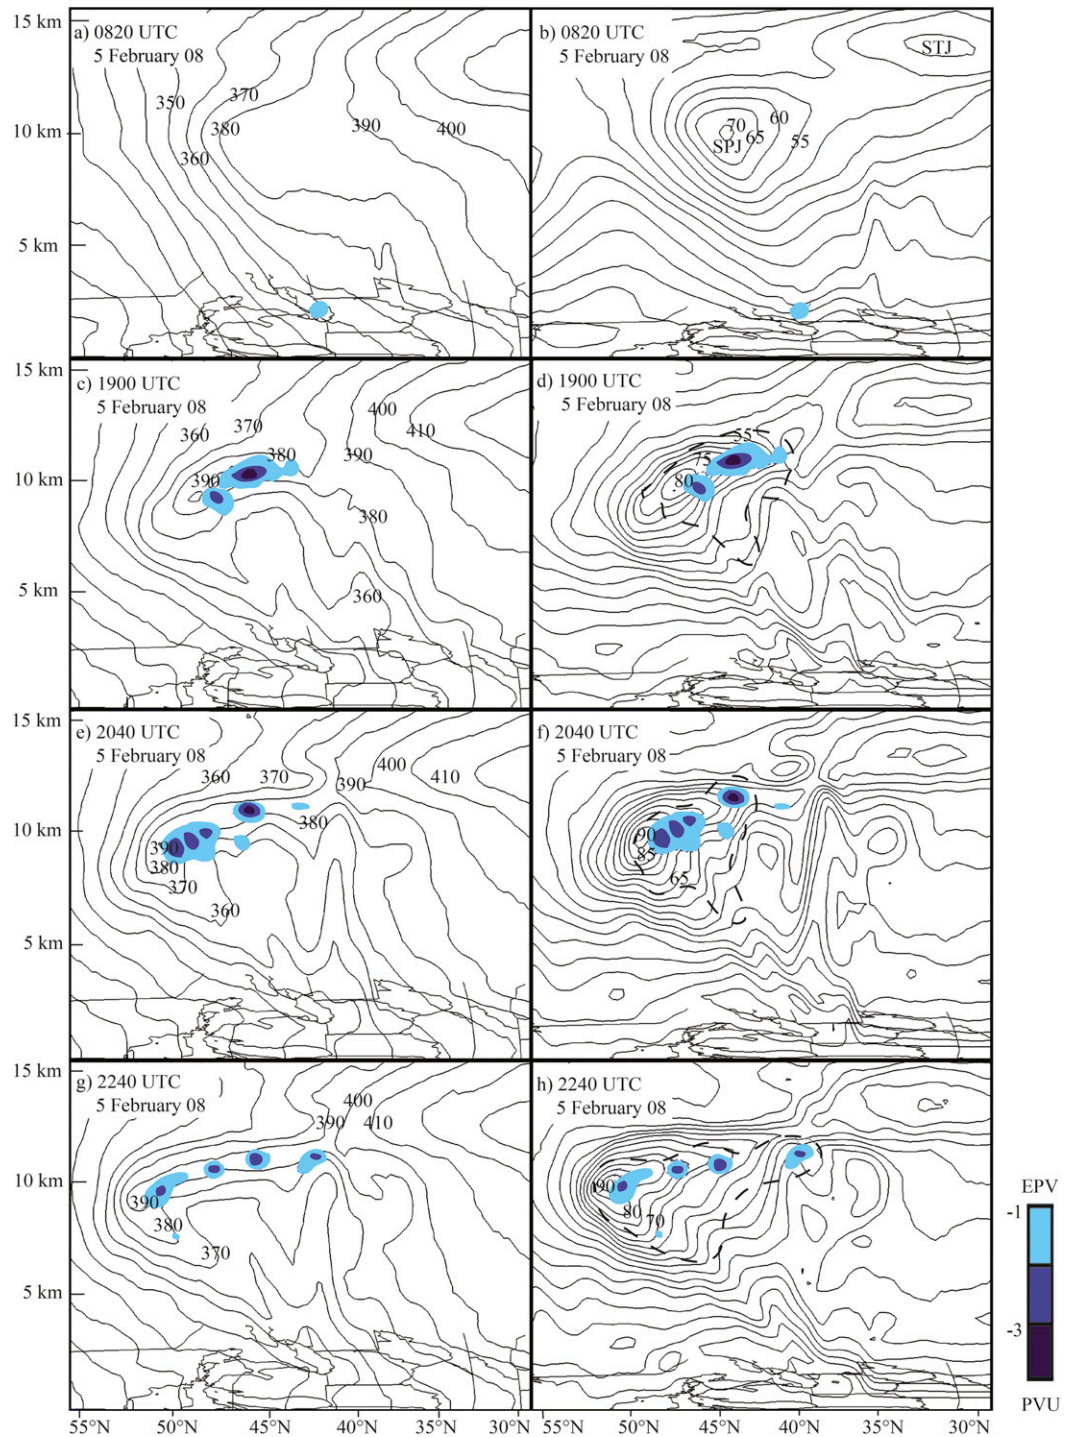 15 km
a) 0820 UTC
5 February 08
350
370
380
360
390
400
10 km
5 km
b) 0820 UTC
5 February 08
STJ
70
60
65
55
SPJ
15 km
c) 1900 UTC
5 February 08
400
410
360
370
380
390
390
380
360
10 km
5 km
d) 1900 UTC
5 February 08
55
75
80
15 km
e) 2040 UTC
5 February 08
360
370
390
400
410
380
390
380
370
360
10 km
5 km
f) 2040 UTC
5 February 08
90
85
65
15 km
g) 2240 UTC )
5 February 08
400
390
410
390
380
370
10 km
5 km
h) 2240 UTC
5 February 08
90
80
70
EPV
-1
-3
PVU
55°N
50°N
45°N
40°N
35°N
30°N
55°N
50°N
45°N
40°N
35°N
30°N